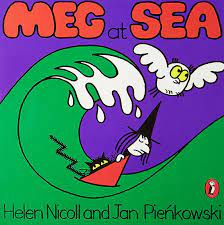 MEG at SEA
Helen Nicoll and Jan Pieńkowski